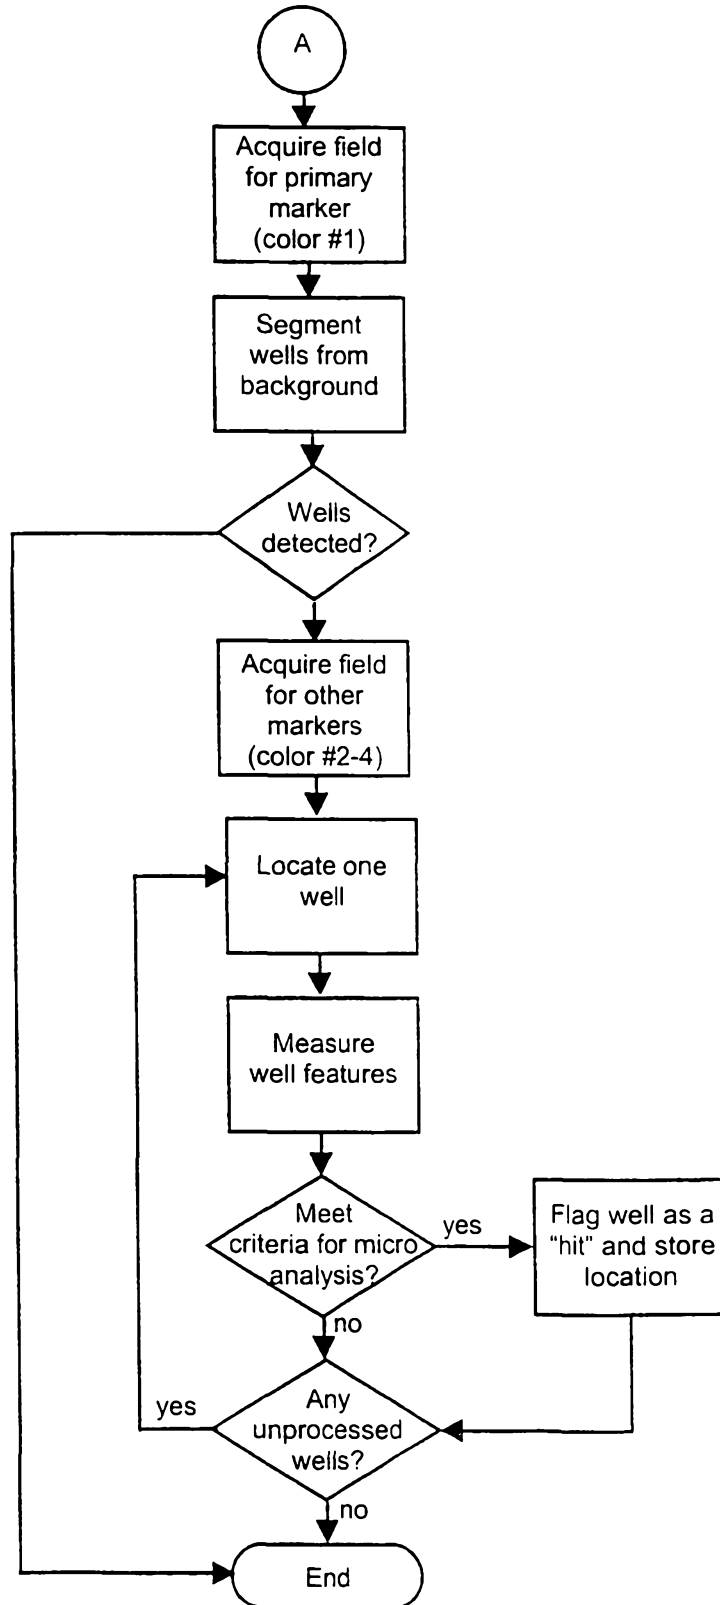 A
Acquire field
for primary
marker
(color #1)
Segment
wells from
background
Wells
detected?
Acquire field
for other
markers
(color #2-4)
Locate one
well
Measure
well features
Meet
criteria for micro
analysis?
yes
Flag well as a
“hit” and store
location
no
Any
unprocessed
wells?
yes
no
End